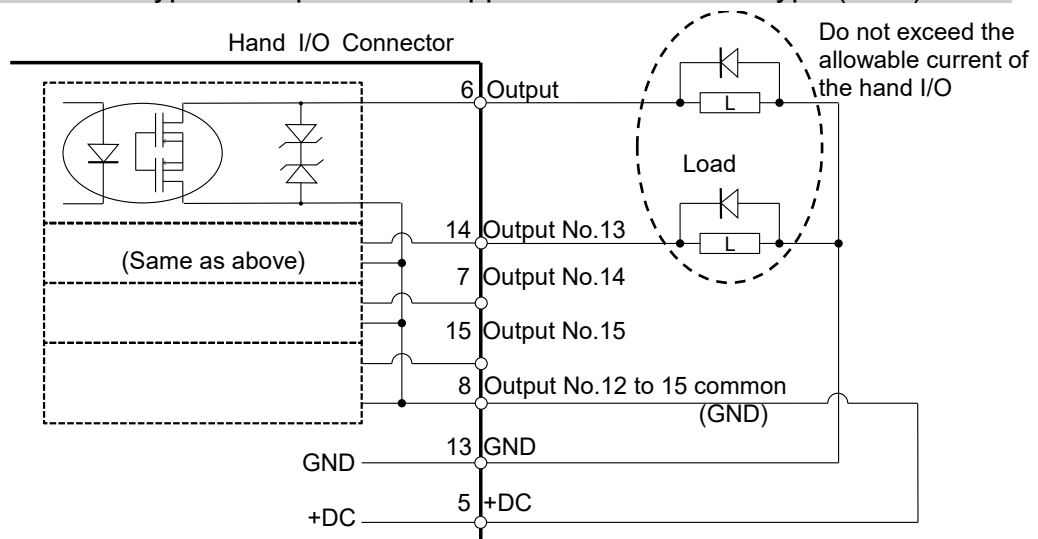 Hand I/O Connector
Do not exceed the
allowable current of
the hand I/O
6 Output
L
Load
14 Output No.13
L
(Same as above)
7 Output No.14
15 Output No.15
8 Output No.12 to 15 common
(GND)
GND 13 GND
+DC 5 +DC